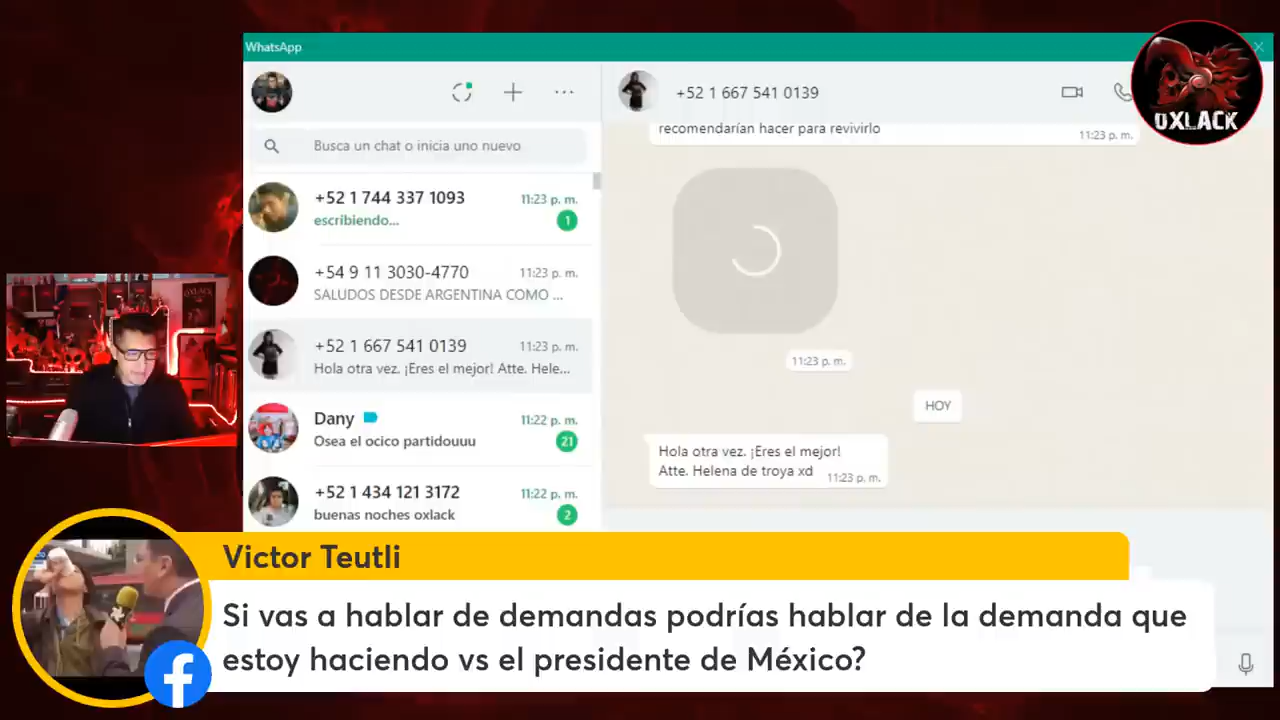 WhatsApp
Busca un chat o inicia uno nuevo
+52 1 744 337 1093
11:23 p. m.
escribiendo...
1
+54 9 11 3030-4770
11:23 p. m.
SALUDOS DESDE ARGENTINA COMO ...
+52 1 667 541 0139
11:23 p. m.
Hola otra vez. ¡Eres el mejor! Atte. Hele...
Dany
11:22 p. m.
Osea el ocico partidouuu
21
+52 1 434 121 3172
11:22 p. m.
buenas noches oxlack
2
+52 1 667 541 0139
recomendarían hacer para revivirlo
11:23 p. m.
11:23 p. m.
HOY
Hola otra vez. ¡Eres el mejor!
Atte. Helena de troya xd
11:23 p. m.
OXLACK
OXLACK
Victor Teutli
Si vas a hablar de demandas podrías hablar de la demanda que
estoy haciendo vs el presidente de México?